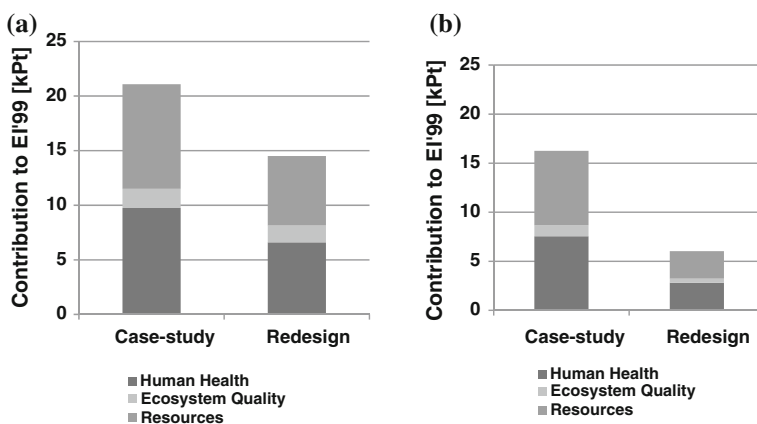 (a)
Contribution to EI'99 [kPt]
25
20
15
10
5
0
Case-study Redesign
Human Health
Ecosystem Quality
Resources
(b)
Contribution to EI'99 [kPt]
25
20
15
10
5
0
Case-study Redesign
Human Health
Ecosystem Quality
Resources